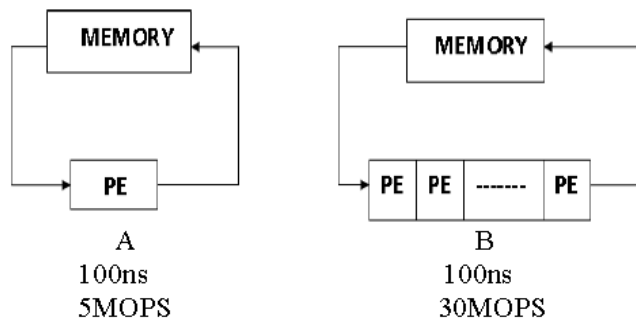 MEMORY
PE
A
100ns
5MOPS
MEMORY
PE PE ------- PE
B
100ns
30MOPS